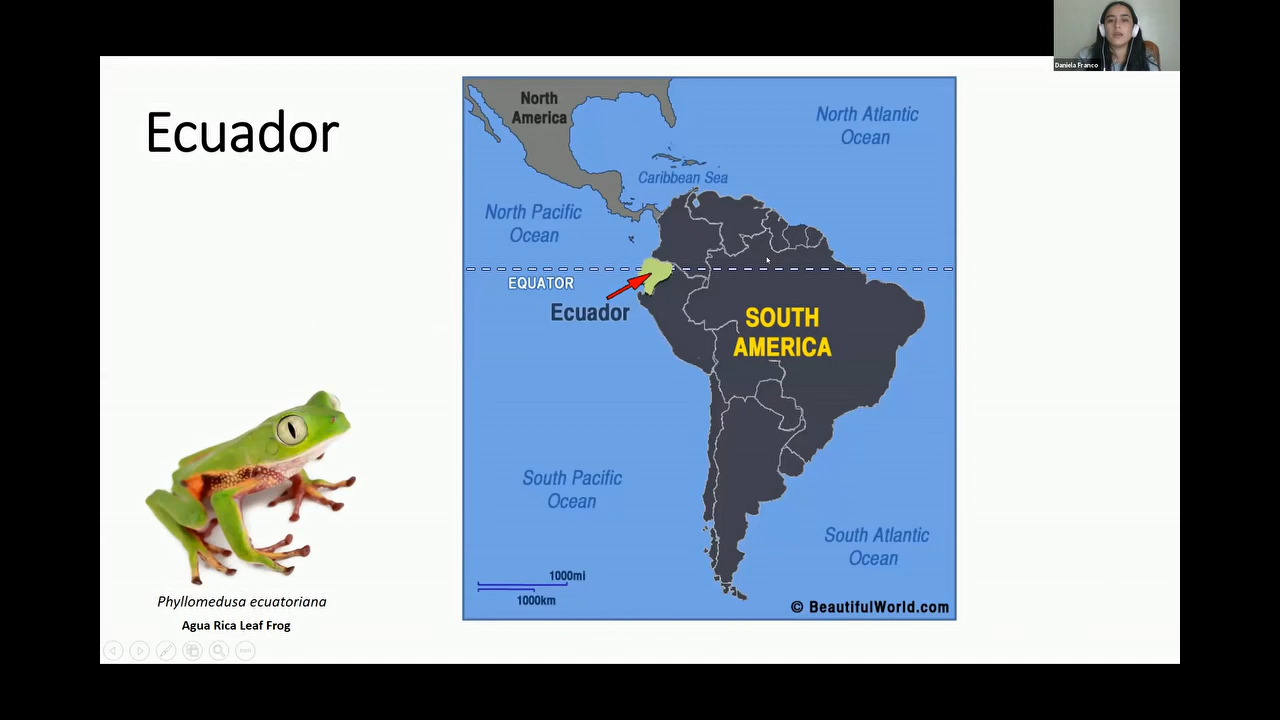 Daniela Franco
Ecuador
North
America
North Atlantic
Ocean
Caribbean Sea
North Pacific
Ocean
EQUATOR
Ecuador
SOUTH
AMERICA
South Pacific
Ocean
South Atlantic
Ocean
1000mi
1000km
© BeautifulWorld.com
Phyllomedusa ecuatoriana
Agua Rica Leaf Frog